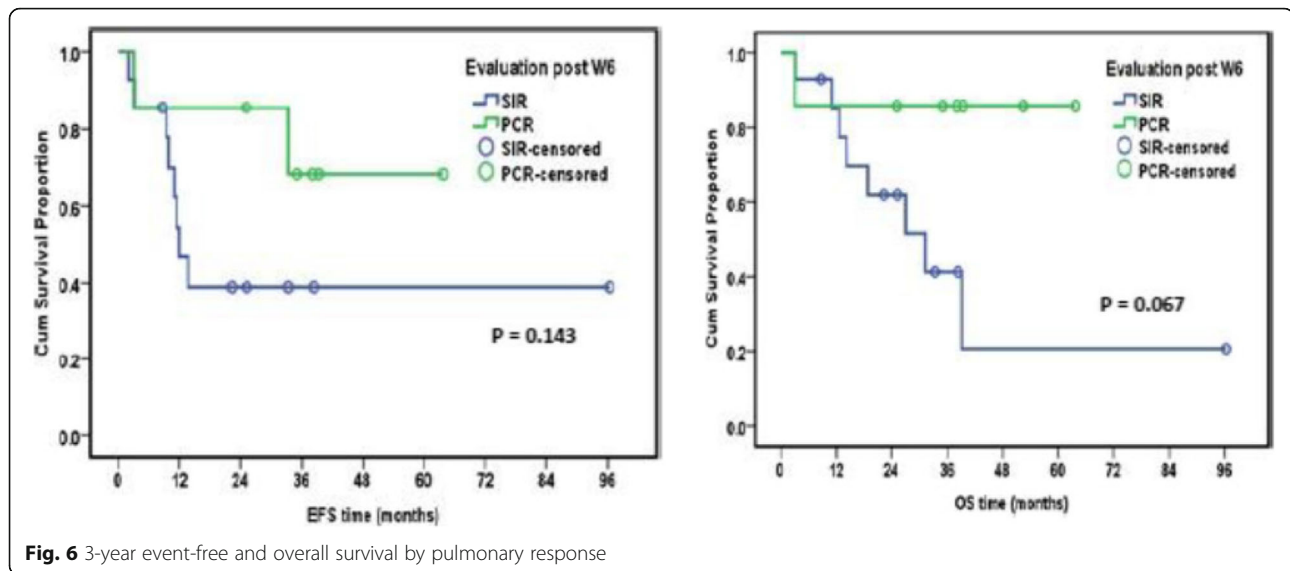 1.0
0.8
0.6
0.4
0.2
0.0
Cum Survival Proportion
Evaluation post W6
SIR
PCR
SIR-censored
PCR-censored
P = 0.143
0 12 24 36 48 60 72 84 96
EFS time (months)
1.0
0.8
0.6
0.4
0.2
0.0
Cum Survival Proportion
Evaluation post W6
SIR
PCR
SIR-censored
PCR-censored
P = 0.067
0 12 24 36 48 60 72 84 96
OS time (months)
Fig. 6 3-year event-free and overall survival by pulmonary response